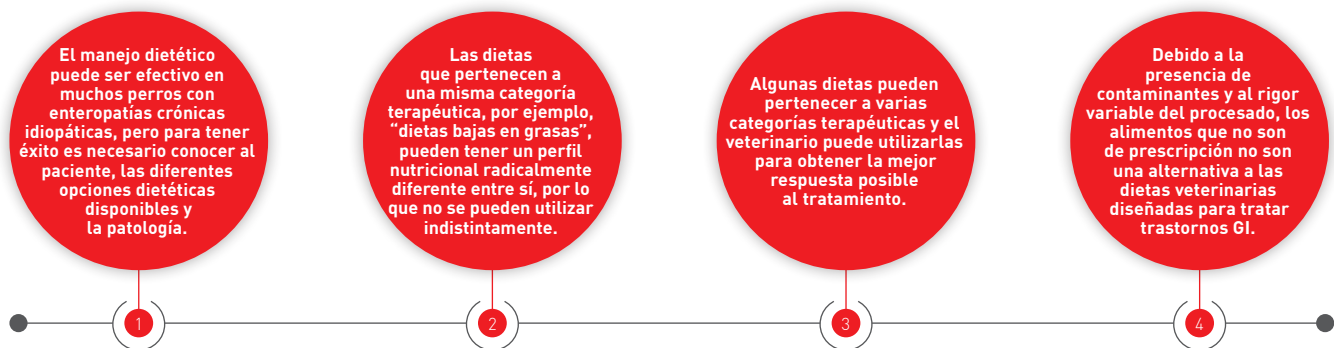 El manejo dietético
puede ser efectivo en
muchos perros con
enteropatías crónicas
idiopáticas, pero para tener
éxito es necesario conocer al
paciente, las diferentes
opciones dietéticas
disponibles y
la patología.
1
Las dietas
que pertenecen a
una misma categoría
terapéutica, por ejemplo,
“dietas bajas en grasas”,
pueden tener un perfil
nutricional radicalmente
diferente entre sí, por lo
que no se pueden utilizar
indistintamente.
2
Algunas dietas pueden
pertenecer a varias
categorías terapéuticas y el
veterinario puede utilizarlas
para obtener la mejor
respuesta posible
al tratamiento.
3
Debido a la
presencia de
contaminantes y al rigor
variable del procesado, los
alimentos que no son
de prescripción no son
una alternativa a las
dietas veterinarias
diseñadas para tratar
trastornos GI.
4